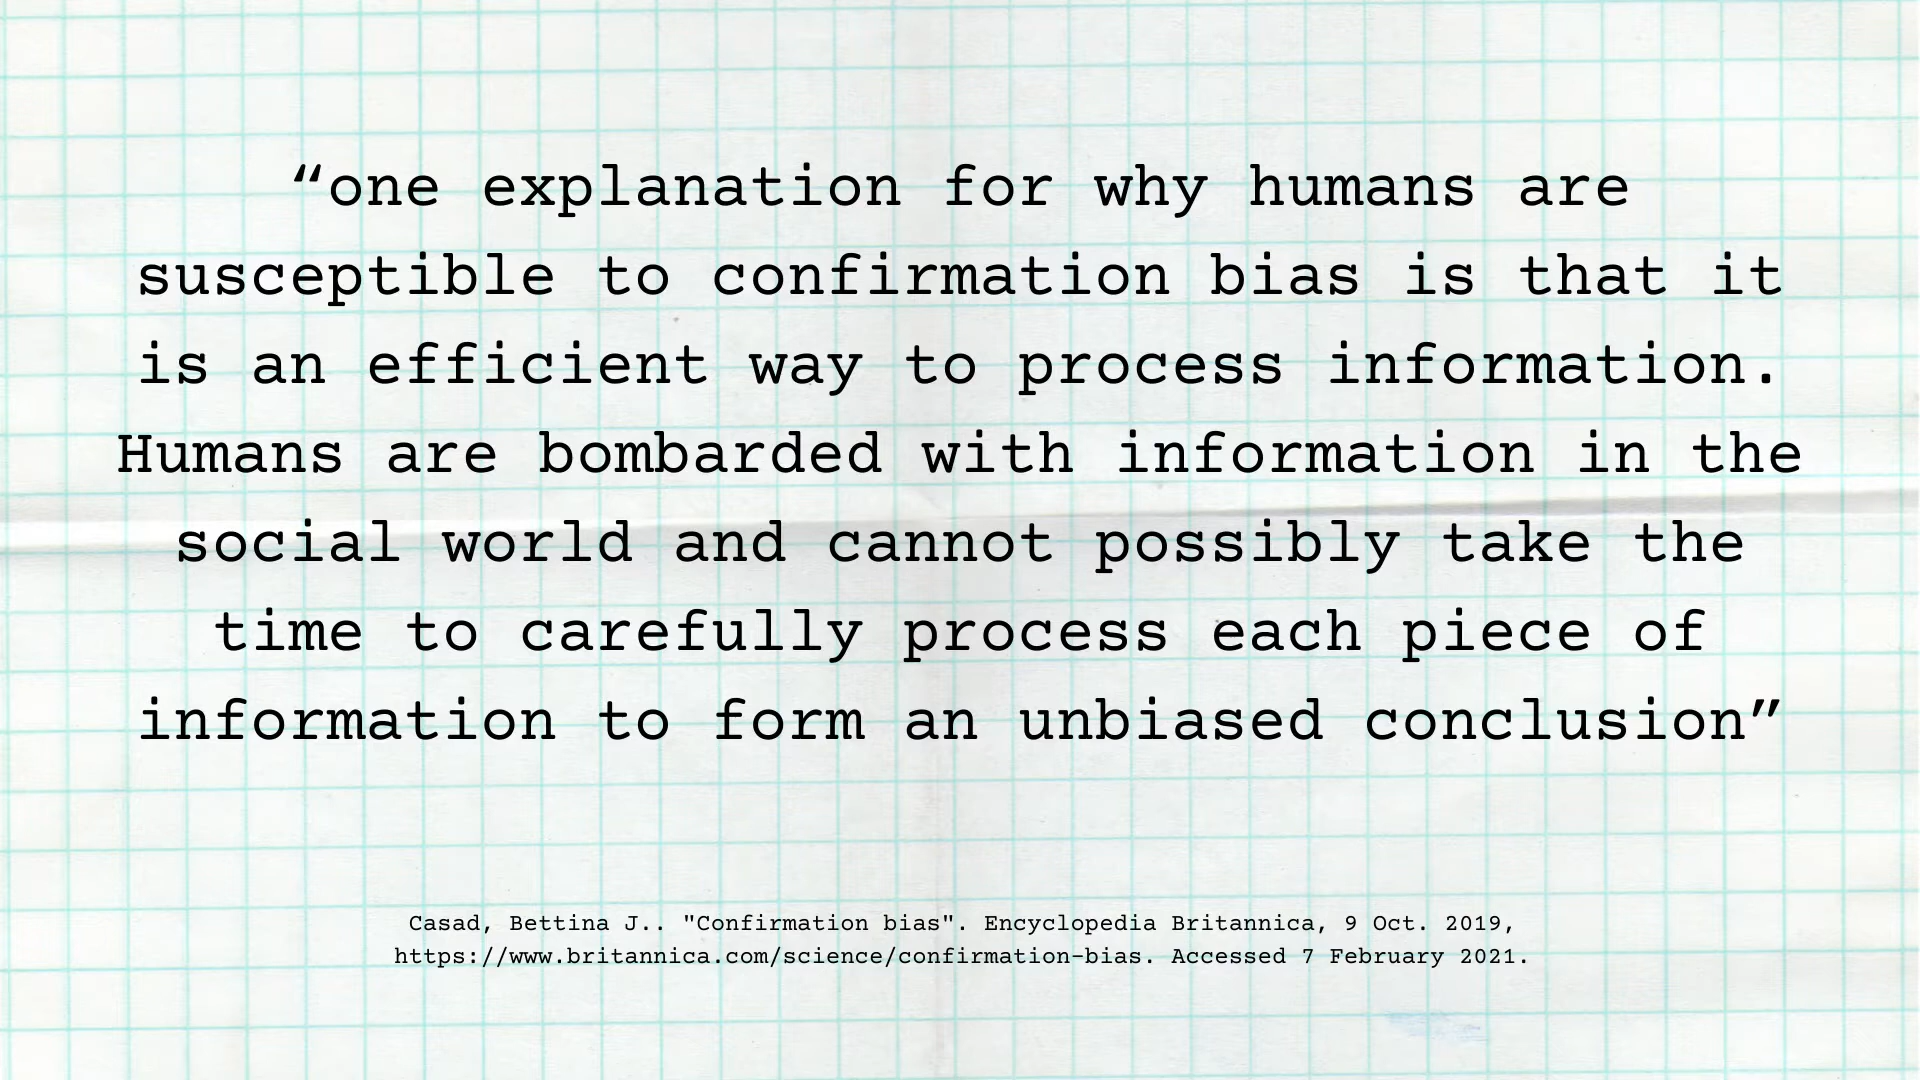 “one explanation for why humans are
susceptible to confirmation bias is that it
is an efficient way to process information.
Humans are bombarded with information in the
social world and cannot possibly take the
time to carefully process each piece of
information to form an unbiased conclusion”
Casad, Bettina J.. "Confirmation bias". Encyclopedia Britannica, 9 Oct. 2019,
https://www.britannica.com/science/confirmation-bias. Accessed 7 February 2021.